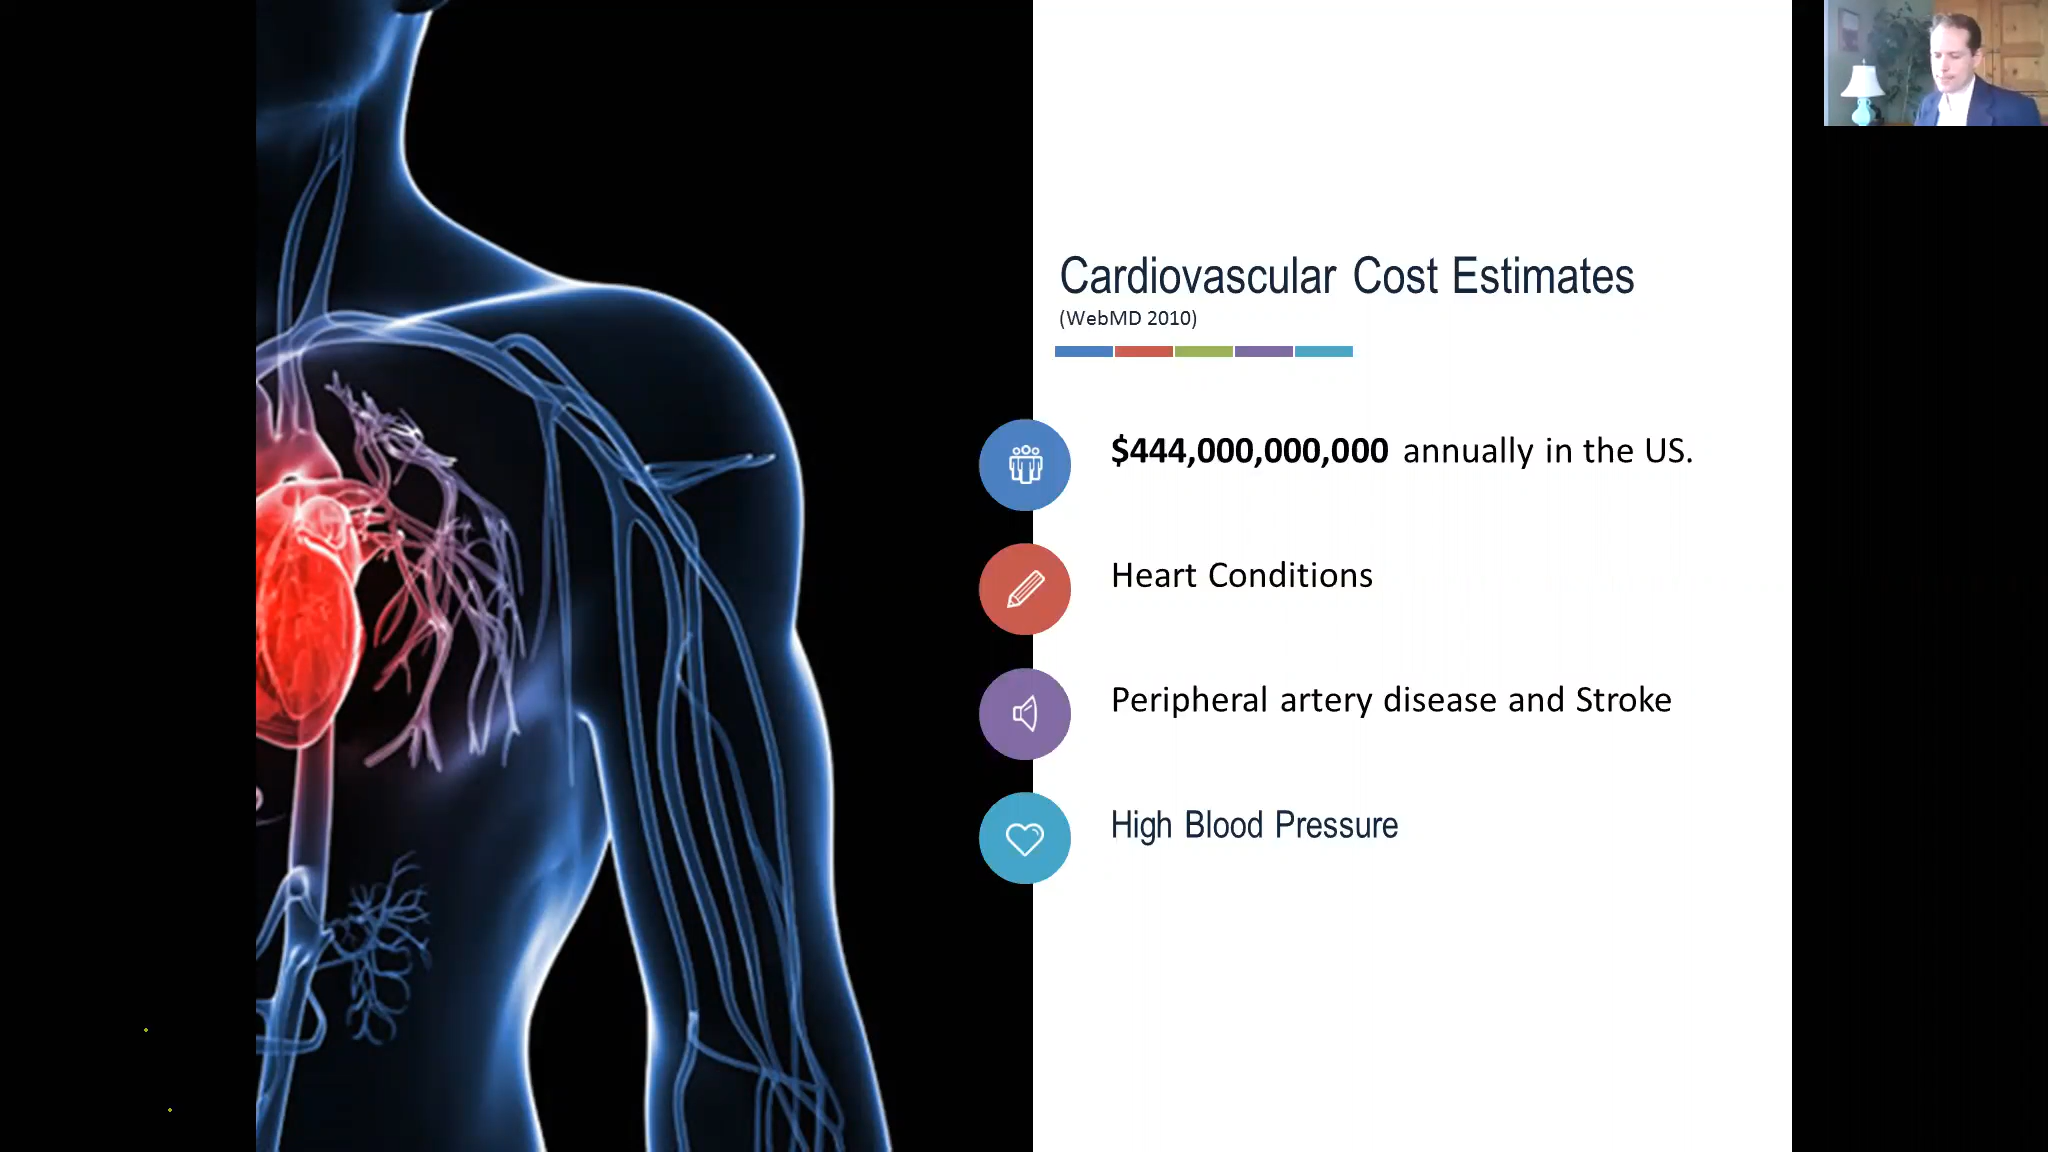 Cardiovascular Cost Estimates
(WebMD 2010)
$444,000,000,000 annually in the US.
Heart Conditions
Peripheral artery disease and Stroke
High Blood Pressure